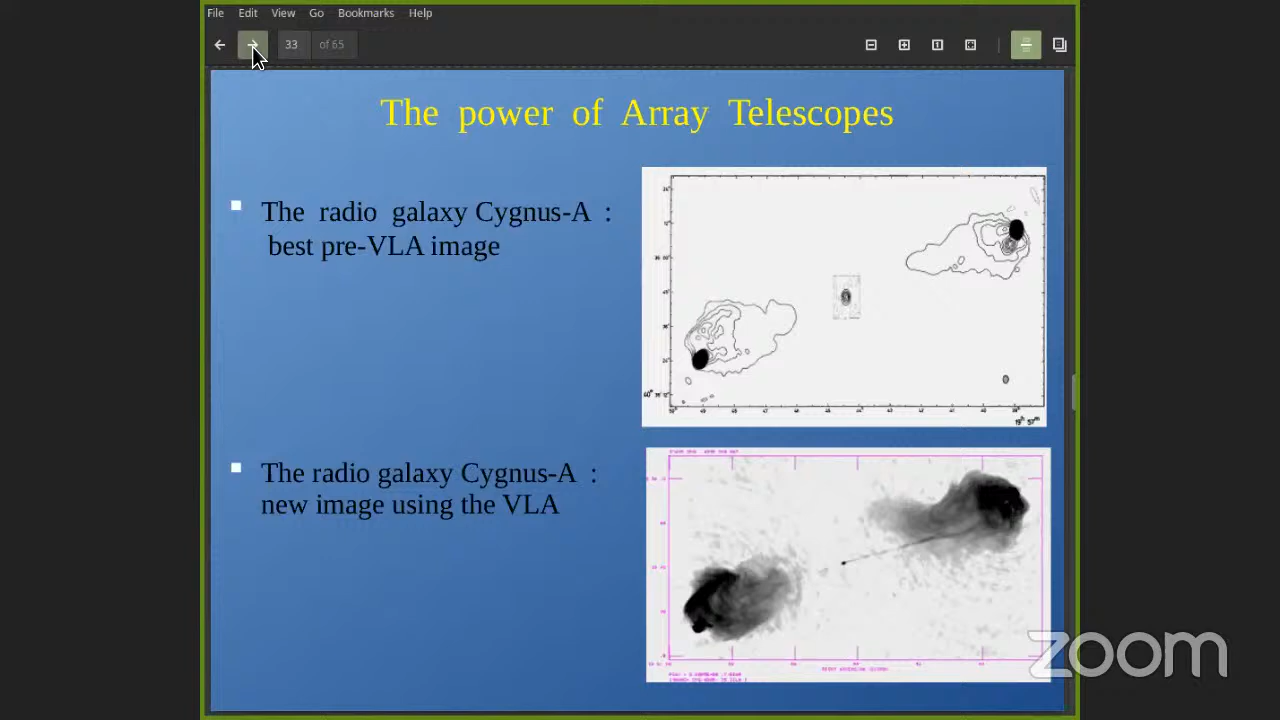 File Edit View Go Bookmarks Help
33 of 65
The power of Array Telescopes
The radio galaxy Cygnus-A :
best pre-VLA image
The radio galaxy Cygnus-A :
new image using the VLA
zoom